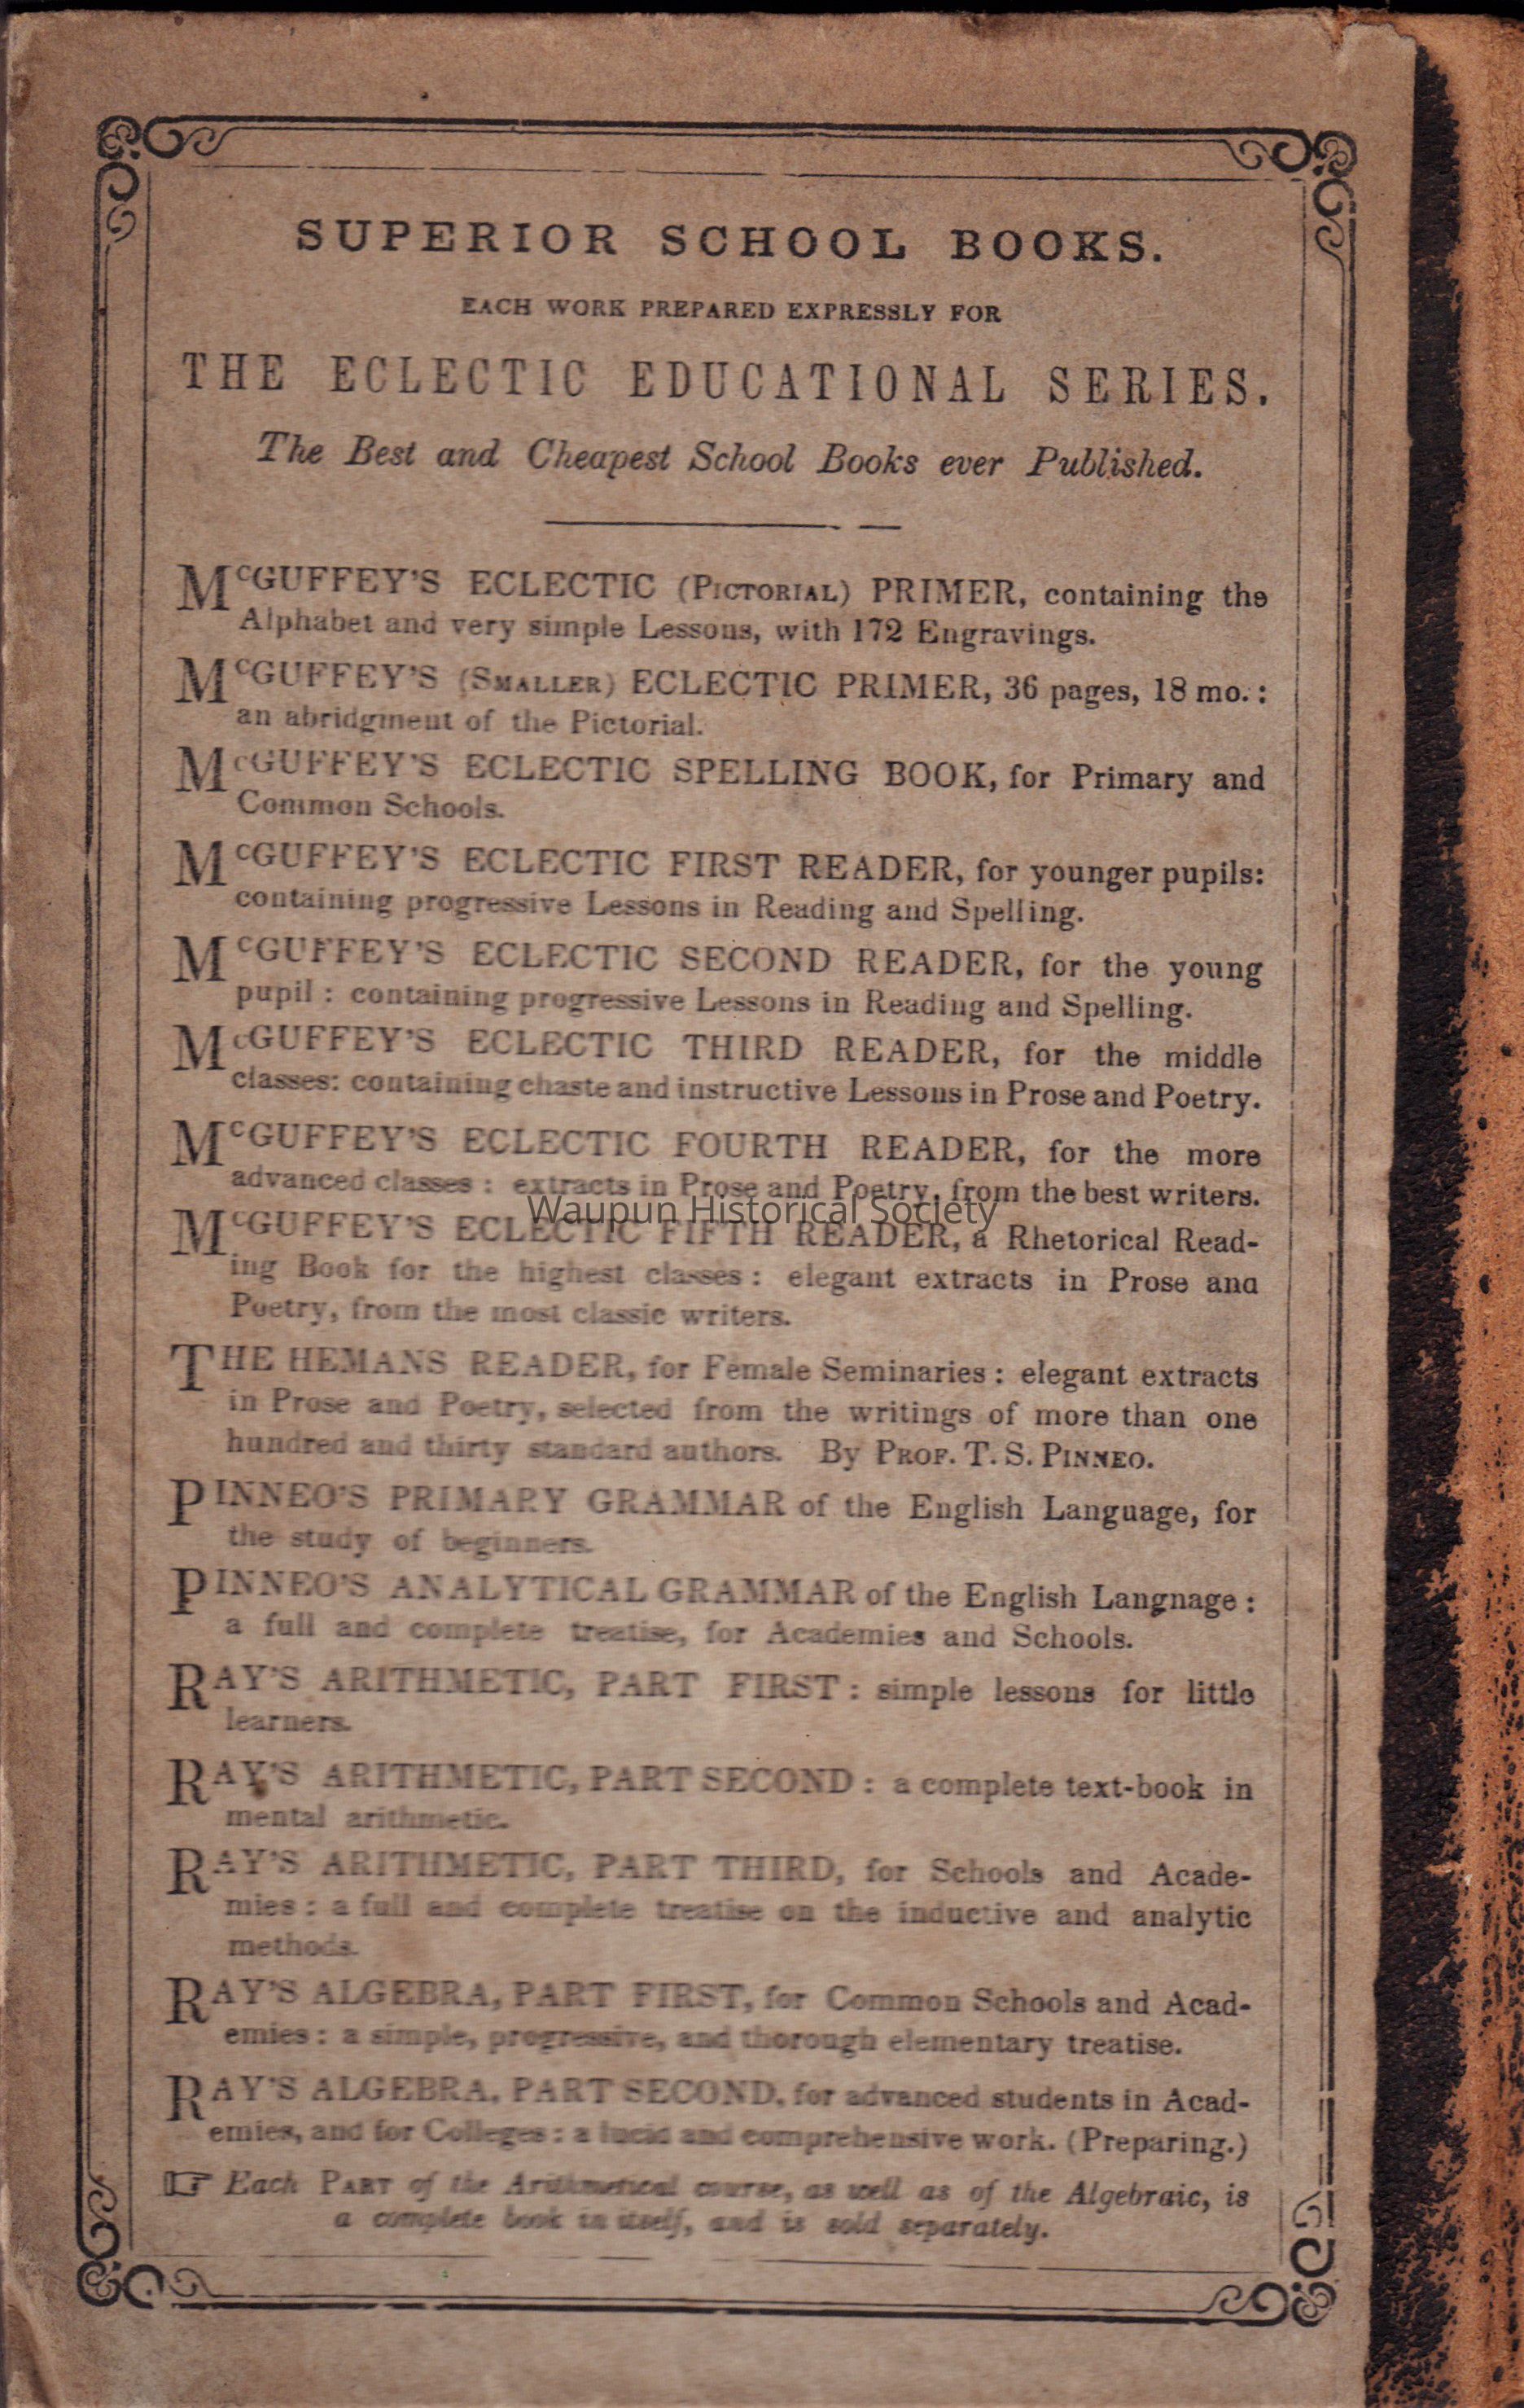 SUPERIOR SCHOOL BOOKS.
EACH WORK PREPARED EXPRESSLY FOR
THE ECLECTIC EDUCATIONAL SERIES.
The Best and Cheapest School Books ever Published.
McGUFFEY'S ECLECTIC (PICTORIAL) PRIMER, containing the
Alphabet and very simple Lessons, with 172 Engravings.
McGUFFEY'S (SMALLER) ECLECTIC PRIMER, 36 pages, 18 mo.:
an abridgment of the Pictorial.
McGUFFEY'S ECLECTIC SPELLING BOOK, for Primary and
Common Schools.
McGUFFEY'S ECLECTIC FIRST READER, for younger pupils:
containing progressive Lessons in Reading and Spelling.
McGUFFEY'S ECLECTIC SECOND READER, for the young
pupil: containing progressive Lessons in Reading and Spelling.
McGUFFEY'S ECLECTIC THIRD READER, for the middle
classes: containing chaste and instructive Lessons in Prose and Poetry.
McGUFFEY'S ECLECTIC FOURTH READER, for the more
advanced classes: extracts in Prose and Poetry, from the best writers.
Waupun Historical Society
McGUFFEY'S ECLECTIC FIFTH READER, a Rhetorical Read-
ing Book for the highest classes: elegant extracts in Prose and
Poetry, from the most classic writers.
THE HEMANS READER, for Female Seminaries: elegant extracts
in Prose and Poetry, selected from the writings of more than one
hundred and thirty standard authors. By PROF. T. S. PINNEO.
PINNEO'S PRIMARY GRAMMAR of the English Language, for
the study of beginners.
PINNEO'S ANALYTICAL GRAMMAR of the English Langnage:
a full and complete treatise, for Academies and Schools.
RAY'S ARITHMETIC, PART FIRST: simple lessons for little
learners.
RAY'S ARITHMETIC, PART SECOND: a complete text-book in
mental arithmetic.
RAY'S ARITHMETIC, PART THIRD, for Schools and Acade-
mies: a full and complete treatise on the inductive and analytic
methods.
RAY'S ALGEBRA, PART FIRST, for Common Schools and Acad-
emies: a simple, progressive, and thorough elementary treatise.
RAY'S ALGEBRA, PART SECOND, for advanced students in Acad-
emies, and for Colleges: a lucid and comprehensive work. (Preparing.)
☞ Each PART of the Arithmetical course, as well as of the Algebraic, is
a complete book in itself, and is sold separately.